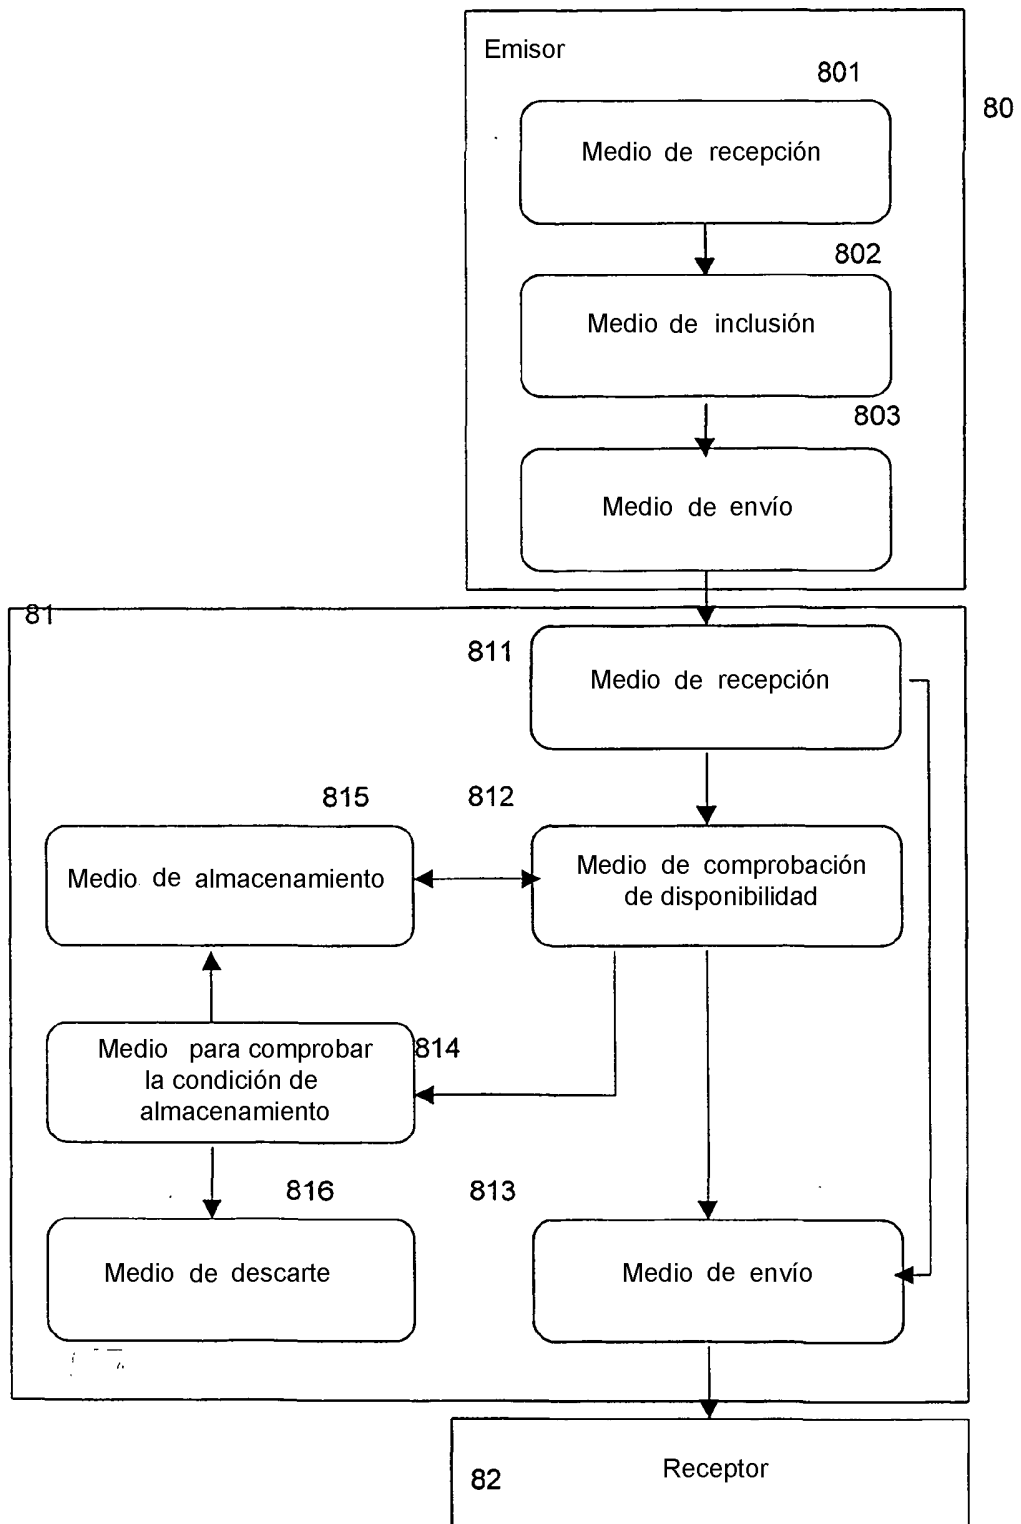 Emisor
801
80
Medio de recepción
802
Medio de inclusión
803
Medio de envío
81
811
Medio de recepción
815
812
Medio de almacenamiento
Medio de comprobación
de disponibilidad
814
Medio para comprobar
la condición de
almacenamiento
816
813
Medio de descarte
Medio de envío
82
Receptor